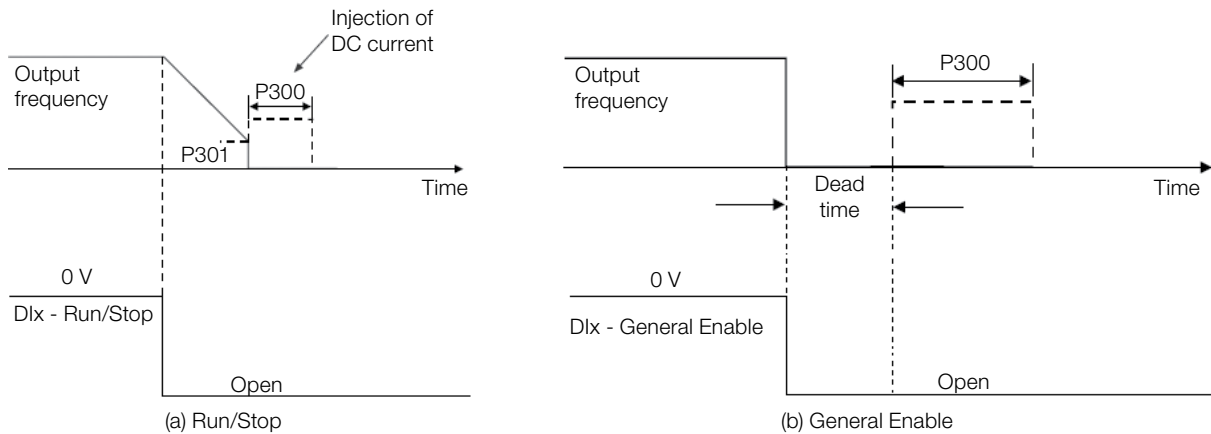 Injection of
DC current
Output
frequency
P300
P301
Time
0 V
DIx - Run/Stop
Open
(a) Run/Stop
Output
frequency
P300
Dead
time
Time
0 V
DIx - General Enable
Open
(b) General Enable